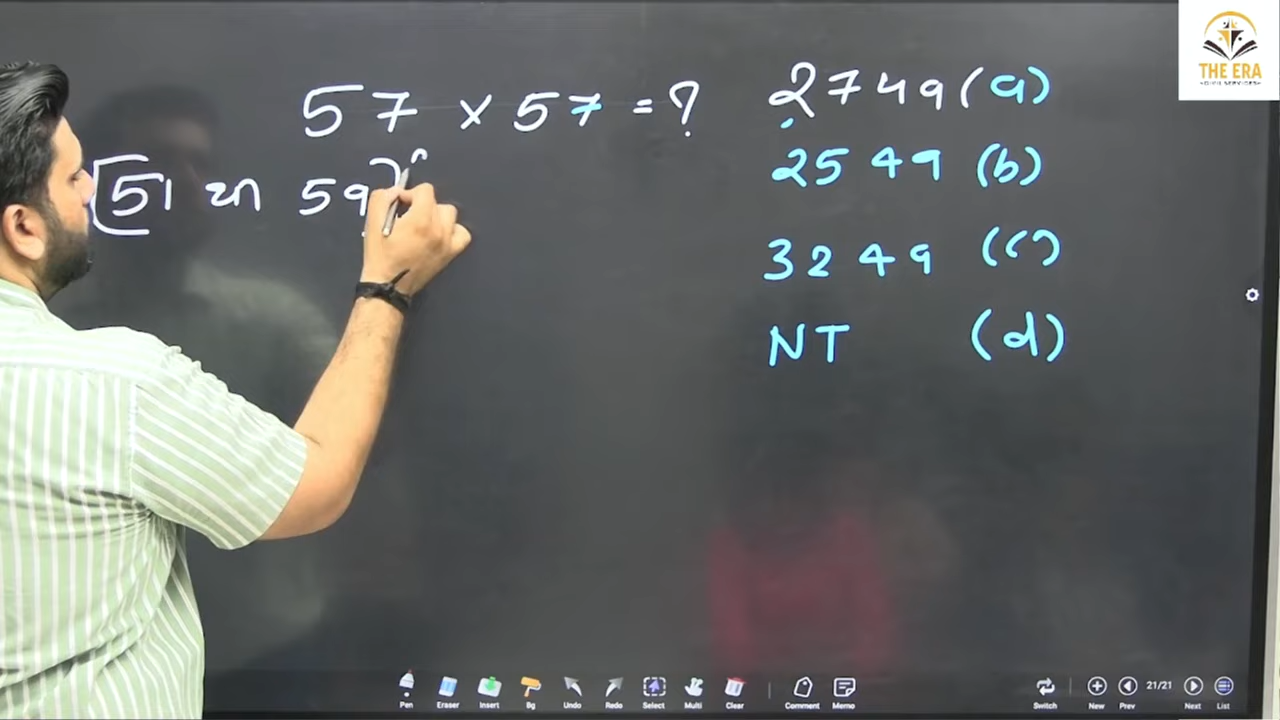 57 × 57 = ?
[51 या 59]²
2749 (a)
2549 (b)
3249 (c)
NT (d)
THE ERA
Pen
Eraser
Insert
Bg
Undo
Redo
Select
Multi
Clear
Comment
Memo
Switch
New
Prev
21/21
Next
List